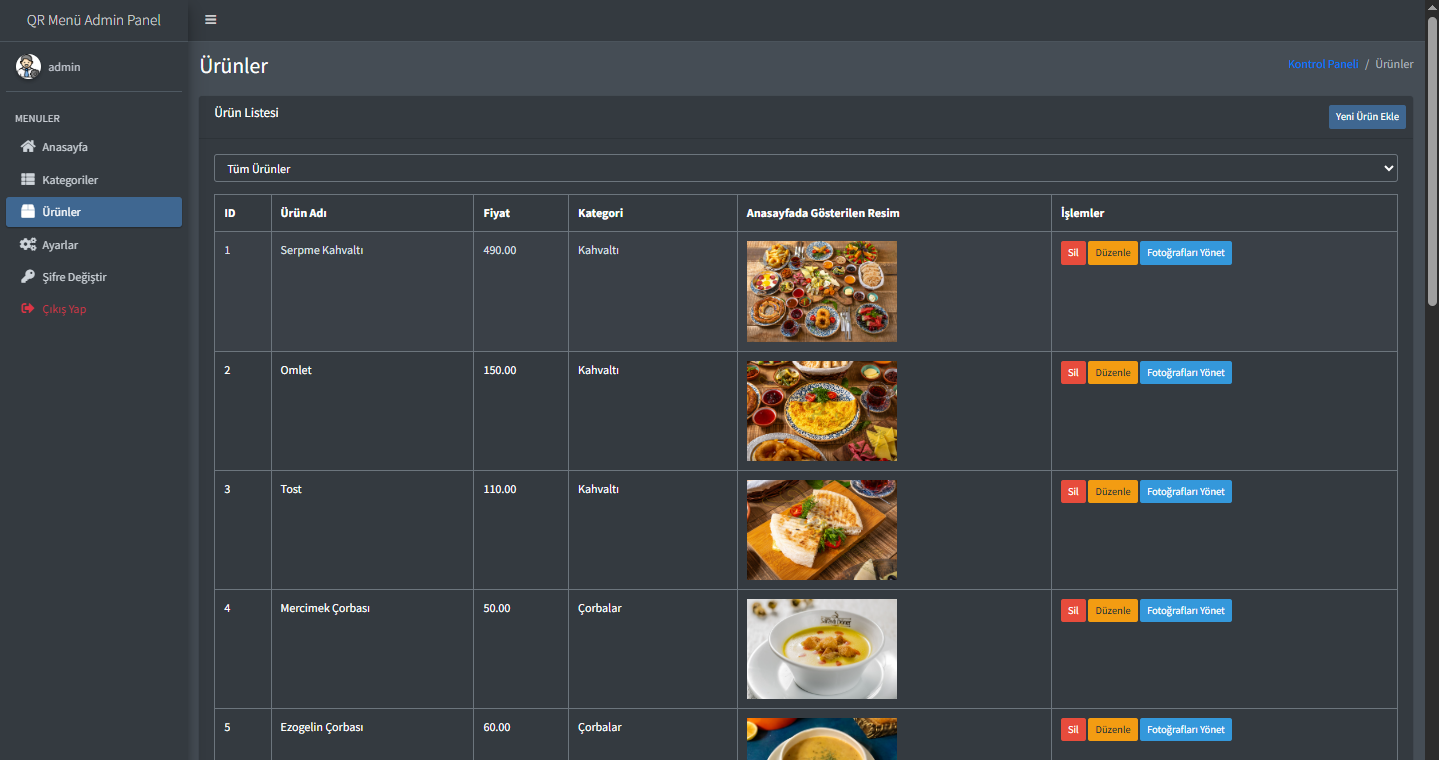 QR Menü Admin Panel
admin
MENULER
Anasayfa
Kategoriler
Ürünler
Ayarlar
Şifre Değiştir
Çıkış Yap
Ürünler
Kontrol Paneli / Ürünler
Ürün Listesi
Yeni Ürün Ekle
Tüm Ürünler
ID Ürün Adı Fiyat Kategori Anasayfada Gösterilen Resim İşlemler
1 Serpme Kahvaltı 490.00 Kahvaltı Sil Düzenle Fotoğrafları Yönet
2 Omlet 150.00 Kahvaltı Sil Düzenle Fotoğrafları Yönet
3 Tost 110.00 Kahvaltı Sil Düzenle Fotoğrafları Yönet
4 Mercimek Çorbası 50.00 Çorbalar Sil Düzenle Fotoğrafları Yönet
5 Ezogelin Çorbası 60.00 Çorbalar Sil Düzenle Fotoğrafları Yönet